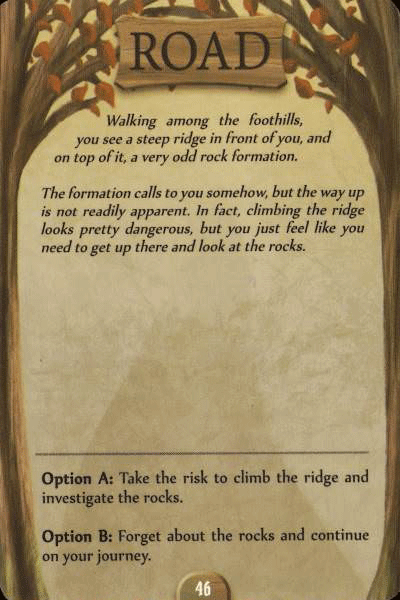 ROAD
Walking among the foothills,
you see a steep ridge in front of you, and
on top of it, a very odd rock formation.
The formation calls to you somehow, but the way up
is not readily apparent. In fact, climbing the ridge
looks pretty dangerous, but you just feel like you
need to get up there and look at the rocks.
Option A: Take the risk to climb the ridge and
investigate the rocks.
Option B: Forget about the rocks and continue
on your journey.
46